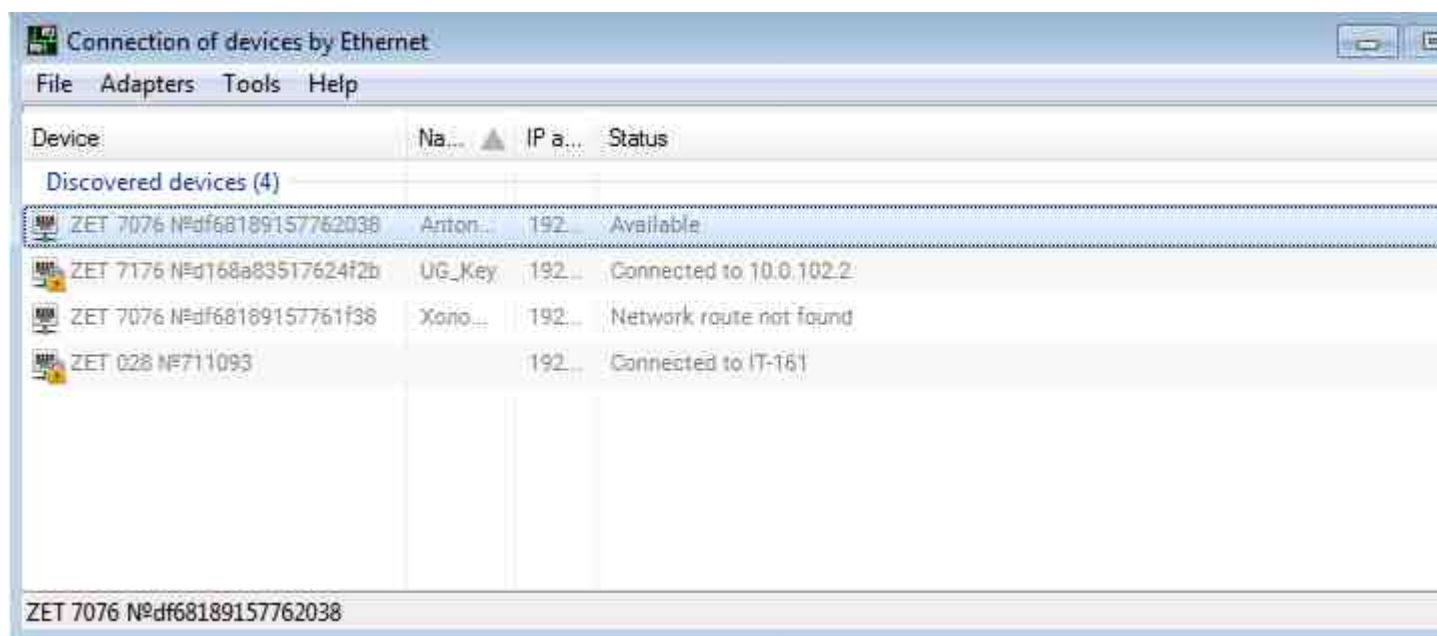 Connection of devices by Ethernet
File Adapters Tools Help
Device Na... IP a... Status
Discovered devices (4)
ZET 7076 №df68189157762038 Anton... 192... Available
ZET 7176 №d168a83517624f2b UG_Key 192... Connected to 10.0.102.2
ZET 7076 №df68189157761f38 Xono... 192... Network route not found
ZET 028 №711093 192... Connected to IT-161
ZET 7076 №df68189157762038